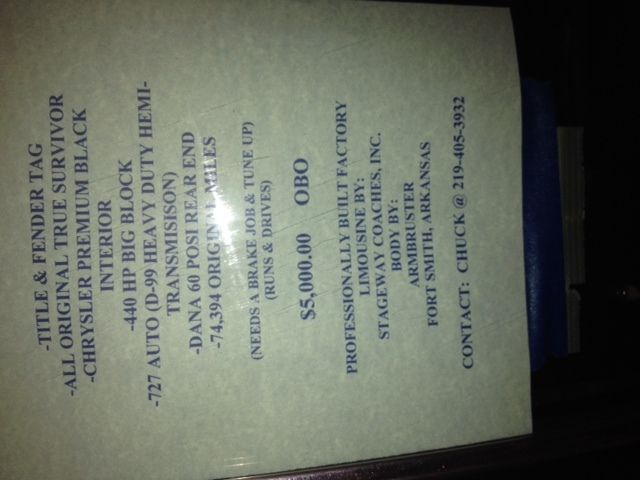 -TITLE & FENDER TAG
-ALL ORIGINAL TRUE SURVIVOR
-CHRYSLER PREMIUM BLACK
INTERIOR
-440 HP BIG BLOCK
-727 AUTO (D-99 HEAVY DUTY HEMI-
TRANSMISISON)
-DANA 60 POSI REAR END
-74,394 ORIGINAL MILES
(NEEDS A BRAKE JOB & TUNE UP)
(RUNS & DRIVES)
$5,000.00 OBO
PROFESSIONALLY BUILT FACTORY
LIMOUSINE BY:
STAGEWAY COACHES, INC.
BODY BY:
ARMBRUSTER
FORT SMITH, ARKANSAS
CONTACT: CHUCK @ 219-405-3932